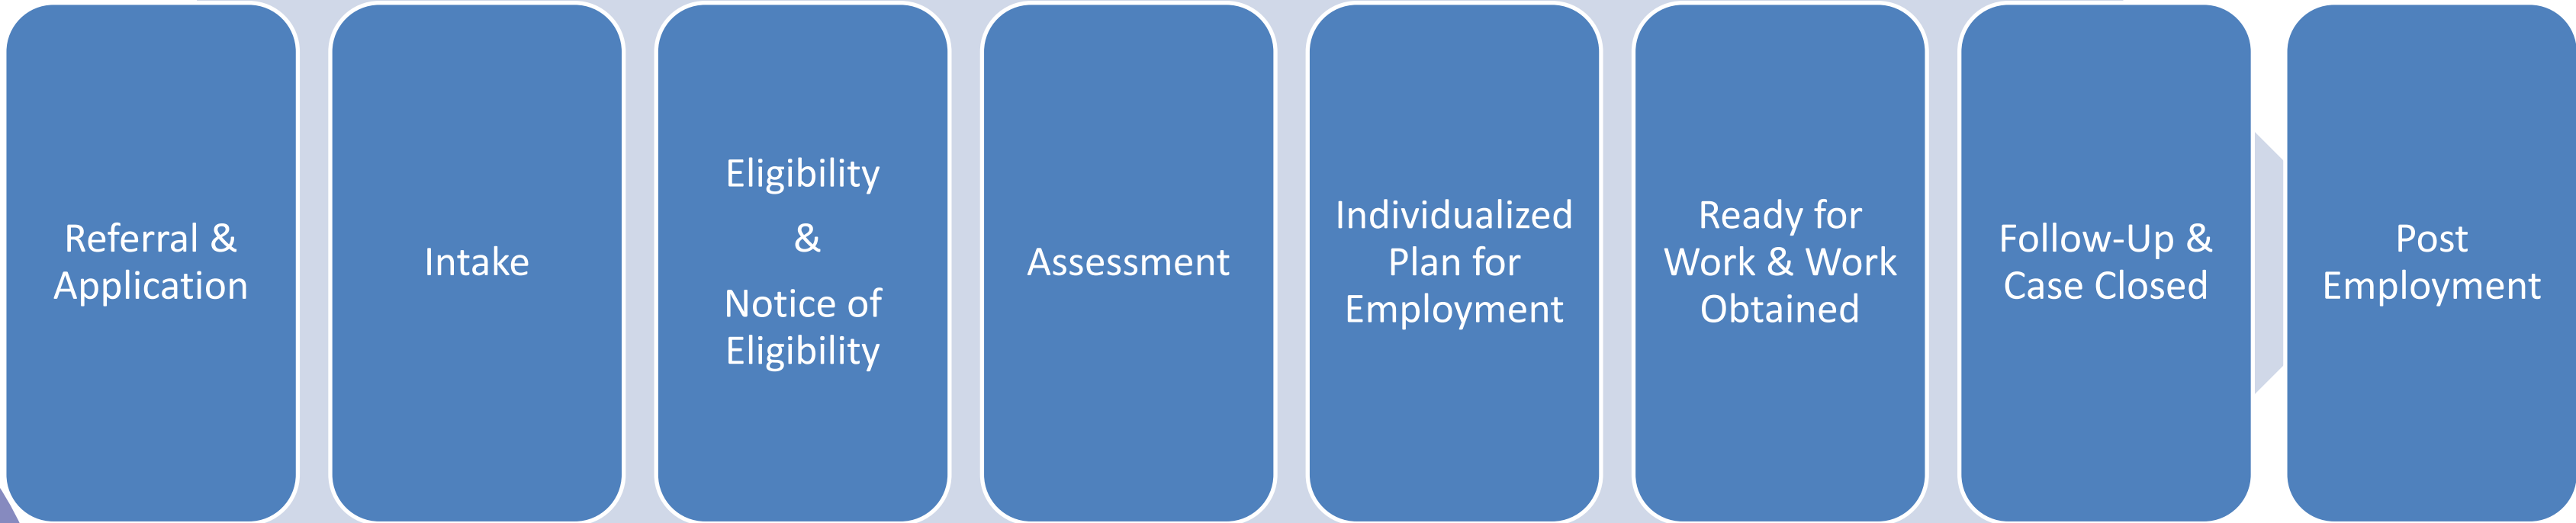 Referral &
Application
Intake
Eligibility
&
Notice of
Eligibility
Assessment
Individualized
Plan for
Employment
Ready for
Work & Work
Obtained
Follow-Up &
Case Closed
Post
Employment